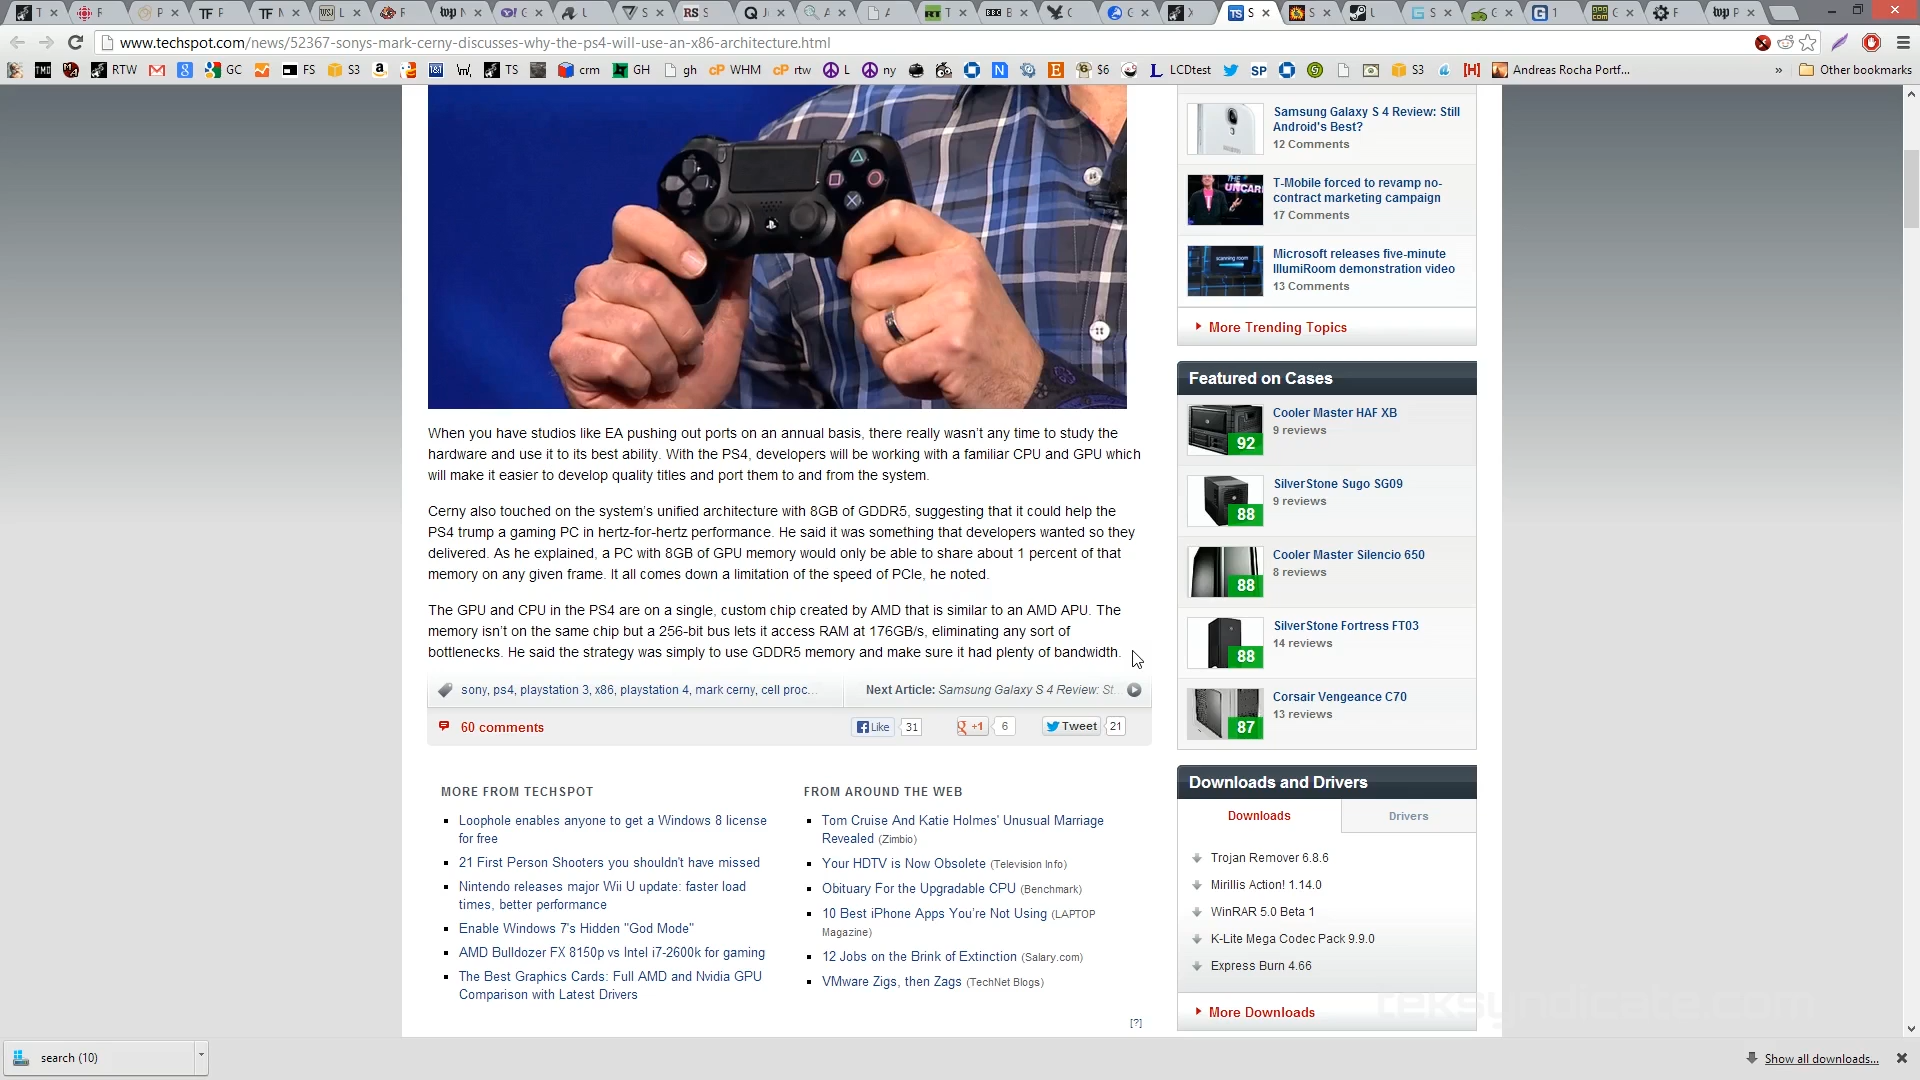 www.techspot.com/news/52367-sonys-mark-cerny-discusses-why-the-ps4-will-use-an-x86-architecture.html
RTW GC FS S3 TS crm GH gh WHM rtw L ny $6 LCDtest SP S3 Andreas Rocha Portf... » Other bookmarks
Samsung Galaxy S 4 Review: Still
Android's Best?
12 Comments
T-Mobile forced to revamp no-
contract marketing campaign
17 Comments
Microsoft releases five-minute
IllumiRoom demonstration video
13 Comments
More Trending Topics
Featured on Cases
Cooler Master HAF XB
9 reviews
92
SilverStone Sugo SG09
9 reviews
88
Cooler Master Silencio 650
8 reviews
88
SilverStone Fortress FT03
14 reviews
88
Corsair Vengeance C70
13 reviews
87
When you have studios like EA pushing out ports on an annual basis, there really wasn't any time to study the
hardware and use it to its best ability. With the PS4, developers will be working with a familiar CPU and GPU which
will make it easier to develop quality titles and port them to and from the system.
Cerny also touched on the system's unified architecture with 8GB of GDDR5, suggesting that it could help the
PS4 trump a gaming PC in hertz-for-hertz performance. He said it was something that developers wanted so they
delivered. As he explained, a PC with 8GB of GPU memory would only be able to share about 1 percent of that
memory on any given frame. It all comes down a limitation of the speed of PCIe, he noted.
The GPU and CPU in the PS4 are on a single, custom chip created by AMD that is similar to an AMD APU. The
memory isn't on the same chip but a 256-bit bus lets it access RAM at 176GB/s, eliminating any sort of
bottlenecks. He said the strategy was simply to use GDDR5 memory and make sure it had plenty of bandwidth.
sony, ps4, playstation 3, x86, playstation 4, mark cerny, cell proc...
Next Article: Samsung Galaxy S 4 Review: St...
60 comments
Like 31
+1 6
Tweet 21
MORE FROM TECHSPOT
Loophole enables anyone to get a Windows 8 license
for free
21 First Person Shooters you shouldn't have missed
Nintendo releases major Wii U update: faster load
times, better performance
Enable Windows 7's Hidden "God Mode"
AMD Bulldozer FX 8150p vs Intel i7-2600k for gaming
The Best Graphics Cards: Full AMD and Nvidia GPU
Comparison with Latest Drivers
FROM AROUND THE WEB
Tom Cruise And Katie Holmes' Unusual Marriage
Revealed (Zimbio)
Your HDTV is Now Obsolete (Television Info)
Obituary For the Upgradable CPU (Benchmark)
10 Best iPhone Apps You're Not Using (LAPTOP
Magazine)
12 Jobs on the Brink of Extinction (Salary.com)
VMware Zigs, then Zags (TechNet Blogs)
[?]
Downloads and Drivers
Downloads
Drivers
Trojan Remover 6.8.6
Mirillis Action! 1.14.0
WinRAR 5.0 Beta 1
K-Lite Mega Codec Pack 9.9.0
Express Burn 4.66
More Downloads
teksyndicate.com
search (10)
Show all downloads...